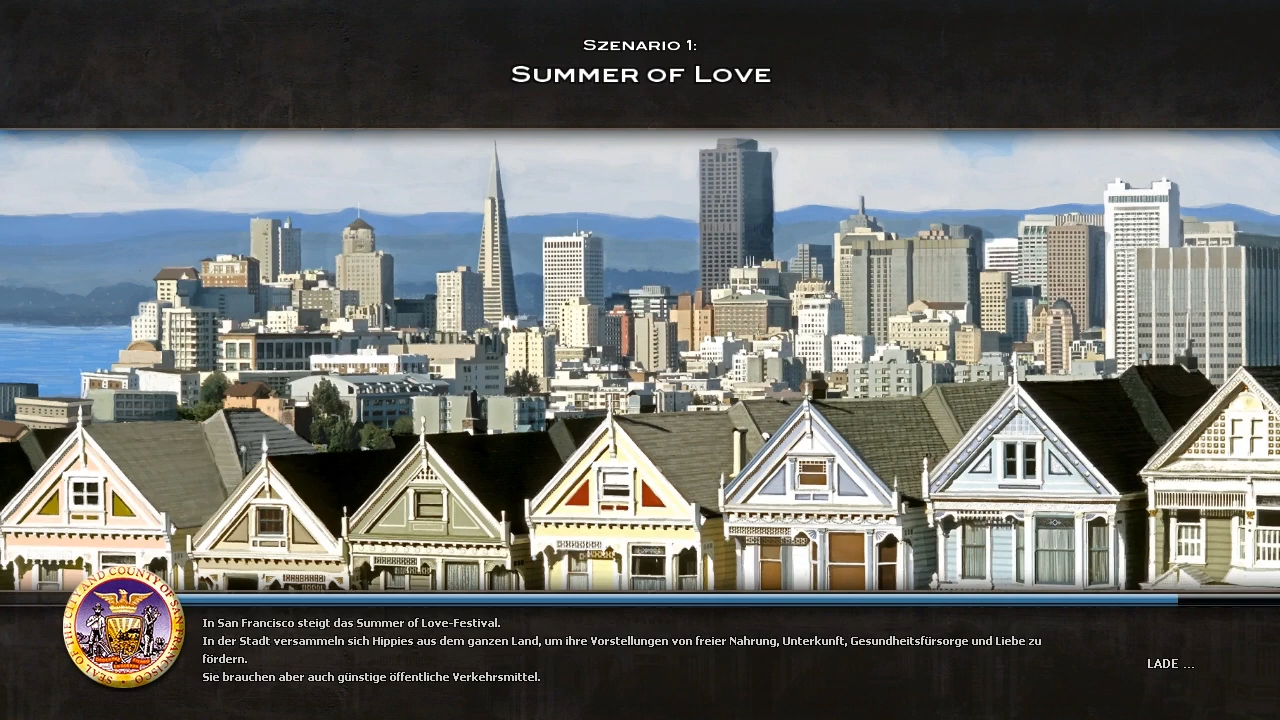 Szenario 1:
Summer of Love
SEAL OF THE CITY AND COUNTY OF SAN FRANCISCO
In San Francisco steigt das Summer of Love-Festival.
In der Stadt versammeln sich Hippies aus dem ganzen Land, um ihre Vorstellungen von freier Nahrung, Unterkunft, Gesundheitsfürsorge und Liebe zu
fördern.
Sie brauchen aber auch günstige öffentliche Verkehrsmittel.
LADE ...